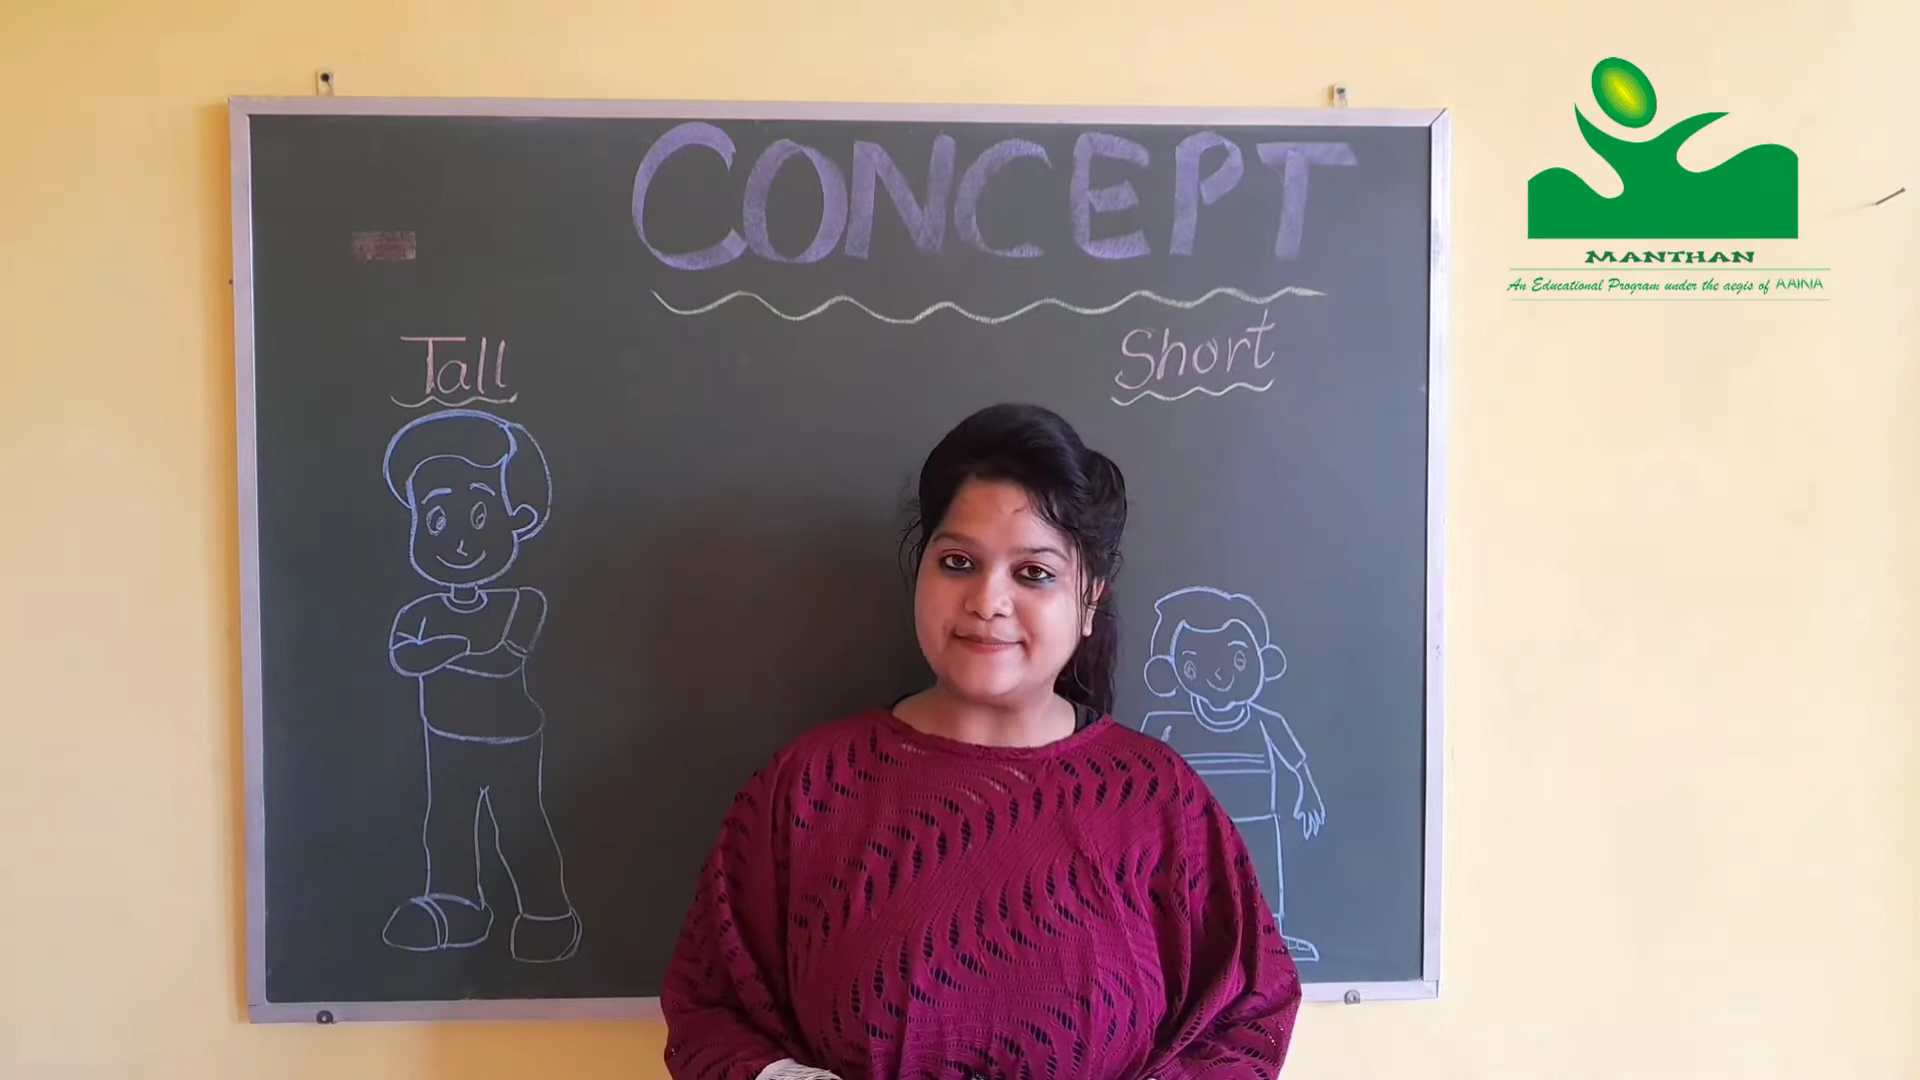 CONCEPT
Tall
Short
MANTHAN
An Educational Program under the aegis of AAINA